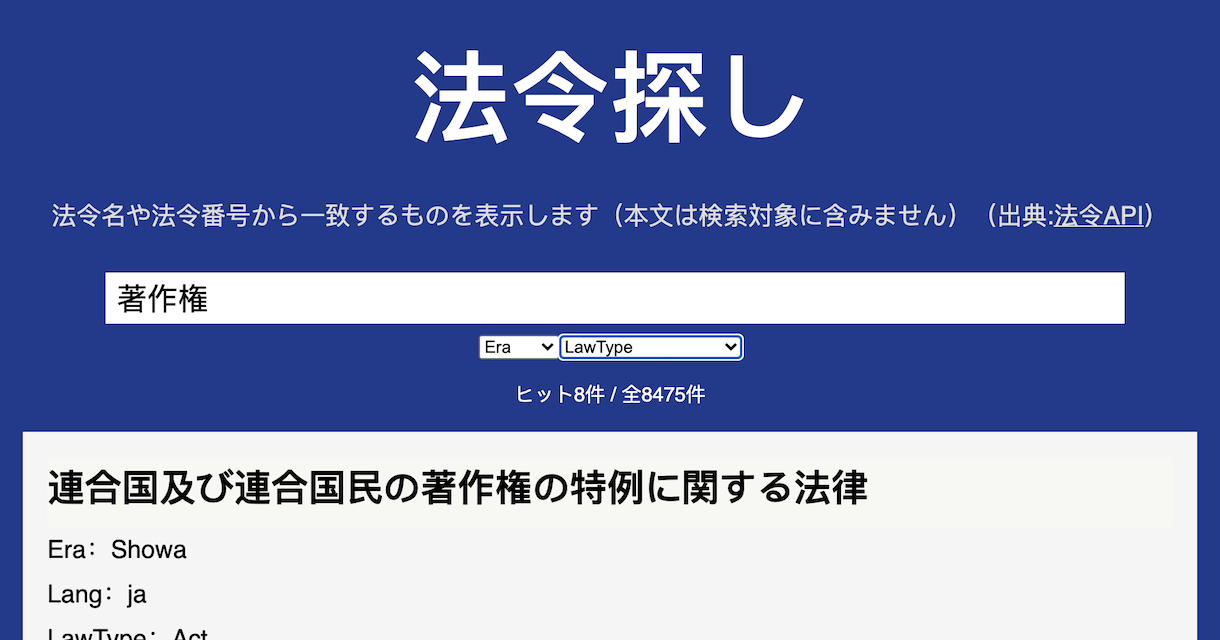 法令探し
法令名や法令番号から一致するものを表示します（本文は検索対象に含みません）（出典:法令API）
著作権
Era LawType
ヒット8件 / 全8475件
連合国及び連合国民の著作権の特例に関する法律
Era：Showa
Lang：ja
LawType：Act